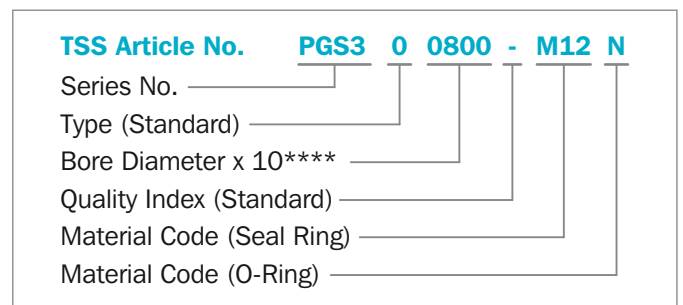 TSS Article No. PGS3 0 0800 - M12 N
Series No.
Type (Standard)
Bore Diameter x 10****
Quality Index (Standard)
Material Code (Seal Ring)
Material Code (O-Ring)